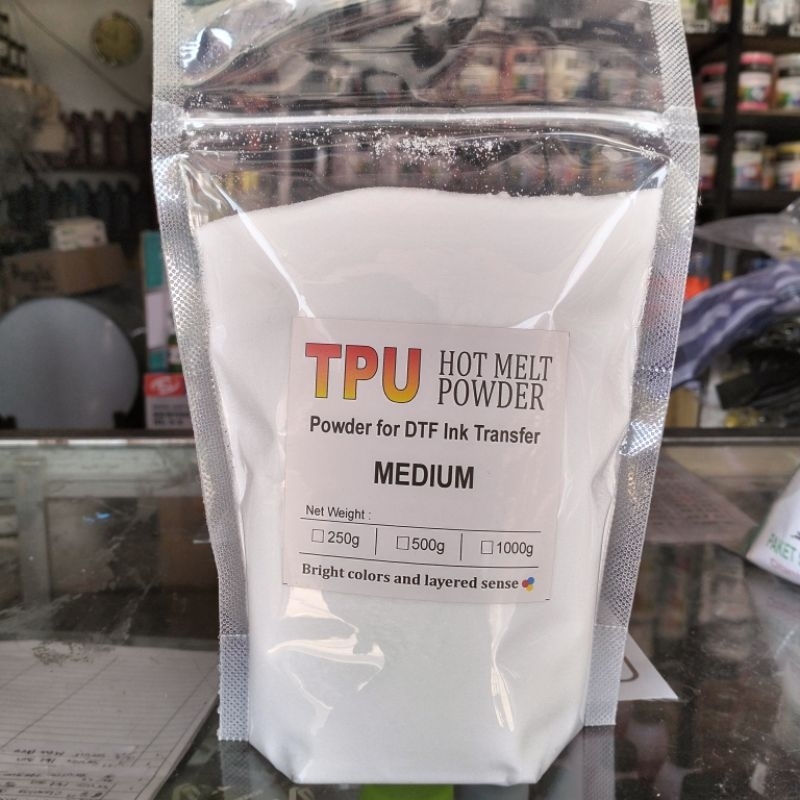 TPU HOT MELT
POWDER
Powder for DTF Ink Transfer
MEDIUM
Net Weight :
250g 500g 1000g
Bright colors and layered sense
PAKET